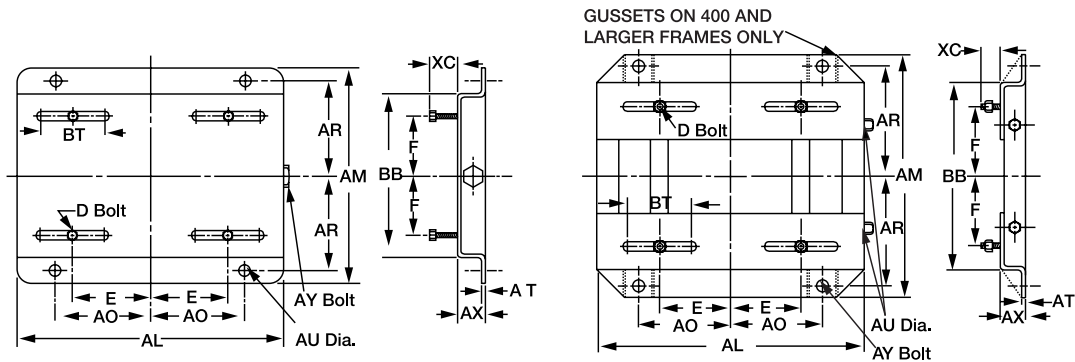 GUSSETS ON 400 AND
LARGER FRAMES ONLY
XC
BT
D Bolt
AR
AM
AR
E
E
AO
AO
AL
AY Bolt
AU Dia.
BB
F
F
A T
AX
D Bolt
BT
AR
AM
AR
E
E
AO
AO
AL
AU Dia.
AY Bolt
XC
BB
F
F
AT
AX